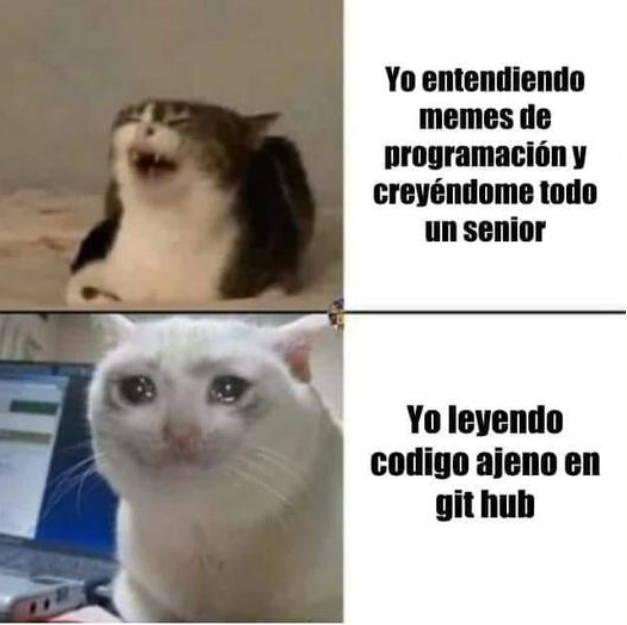 Yo entendiendo
memes de
programación y
creyéndome todo
un senior
Yo leyendo
codigo ajeno en
git hub